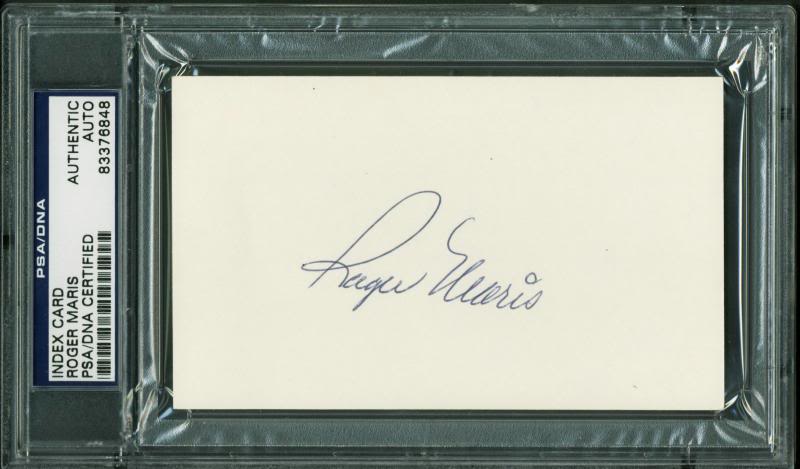 PSA/DNA
INDEX CARD
ROGER MARIS
PSA/DNA CERTIFIED
AUTHENTIC
AUTO
83376848
Roger Maris